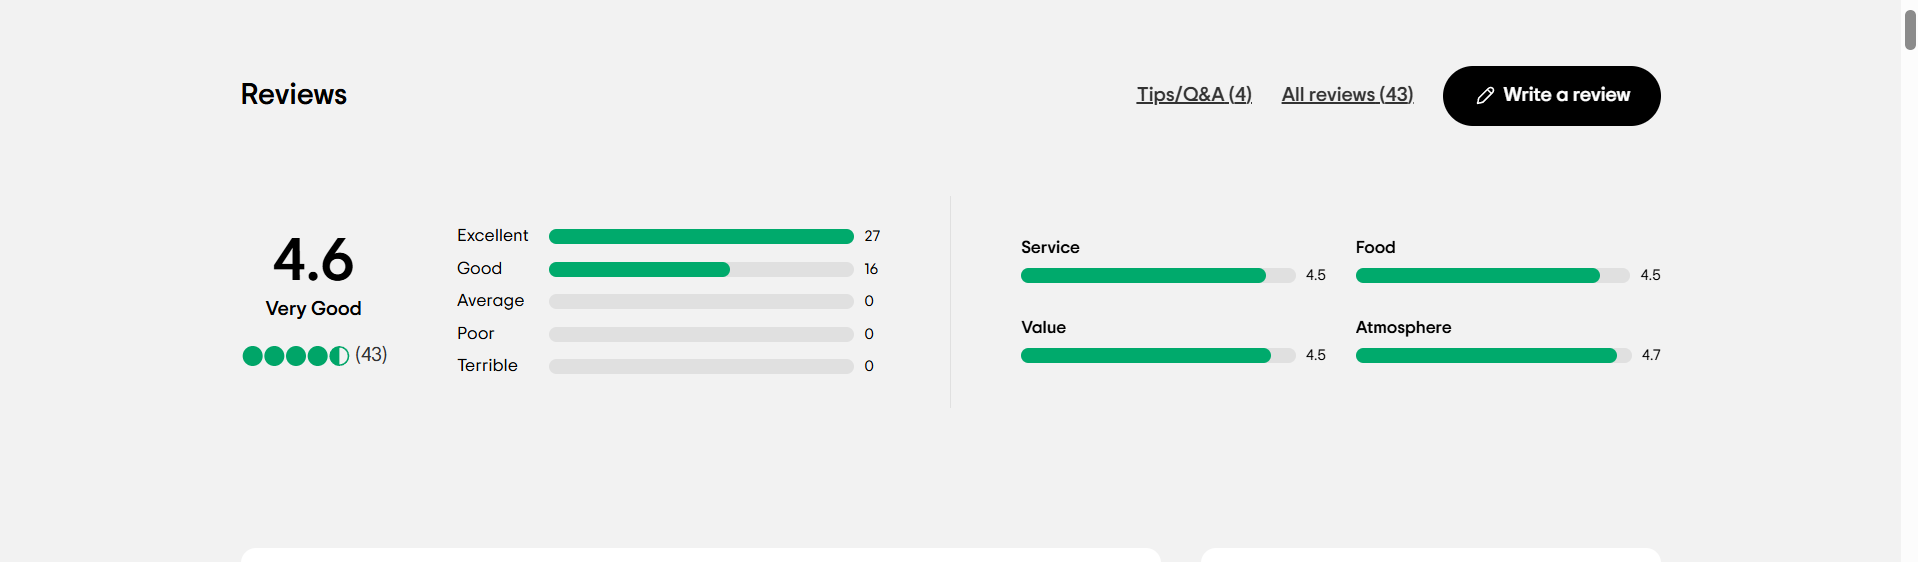 Reviews
Tips/Q&A (4) All reviews (43) Write a review
4.6
Very Good
(43)
Excellent 27
Good 16
Average 0
Poor 0
Terrible 0
Service
4.5
Food
4.5
Value
4.5
Atmosphere
4.7